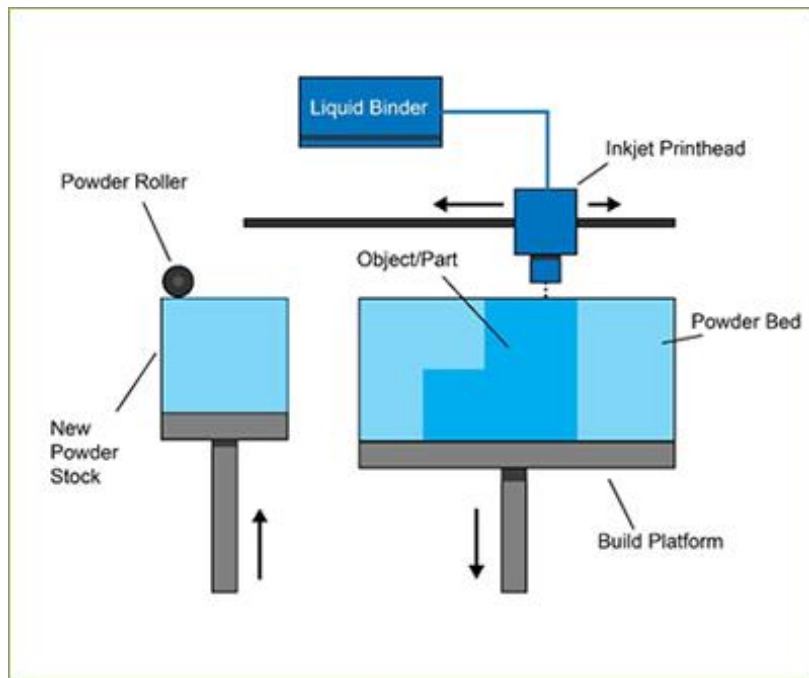 Liquid Binder
Inkjet Printhead
Powder Roller
Object/Part
Powder Bed
New
Powder
Stock
Build Platform